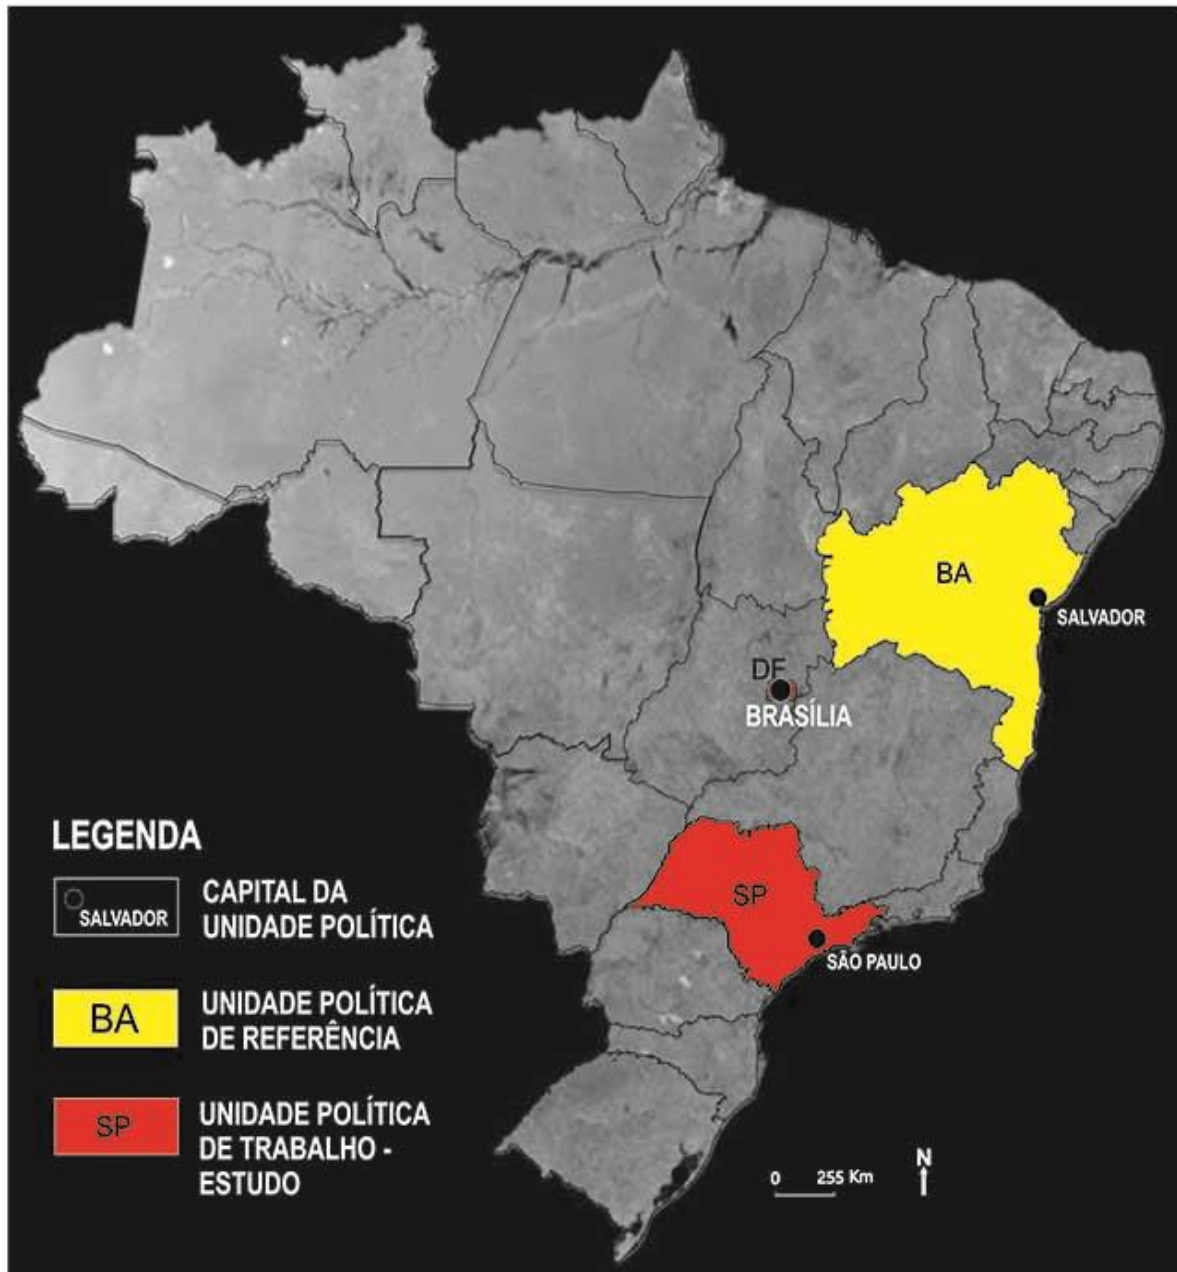 BA
SALVADOR
DF
BRASÍLIA
SP
SÃO PAULO
LEGENDA
SALVADOR
CAPITAL DA
UNIDADE POLÍTICA
BA
UNIDADE POLÍTICA
DE REFERÊNCIA
SP
UNIDADE POLÍTICA
DE TRABALHO -
ESTUDO
0 255 Km
N